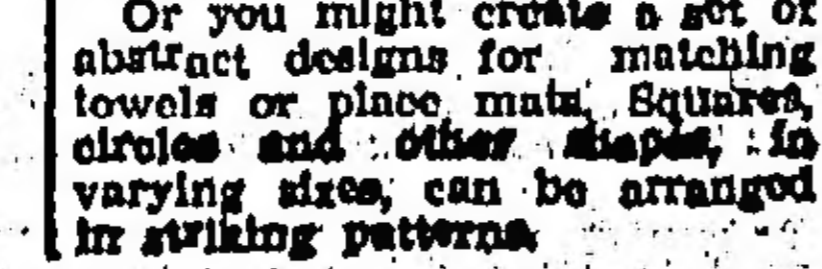 Or you might create a set of
abstract designs for matching
towels or place mats. Squares,
circles and other shapes, in
varying sizes, can be arranged
in striking patterns.